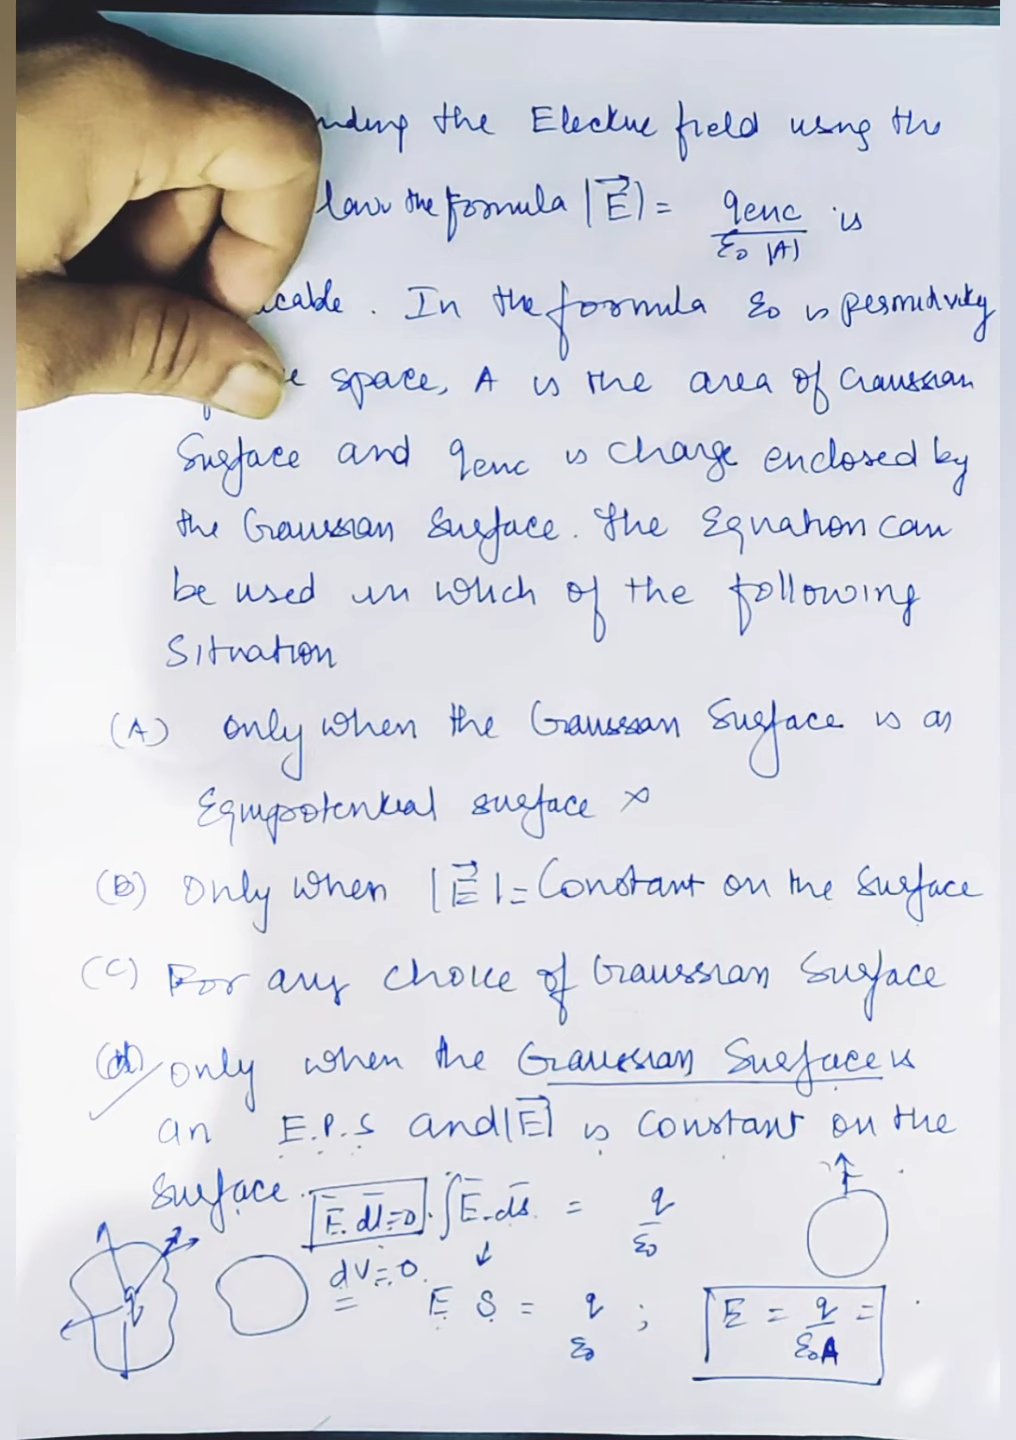 the Electric field using the
law the formula |E⃗| = qenc / ε0 |A| is
. In the formula ε0 is permidvity
space, A is the area of Gaussian
Surface and qenc is charge enclosed by
the Gaussian Surface. The Equation can
be used in which of the following
Situation
(A) only when the Gaussian Surface is an
Equipotential surface ×
(B) Only when |E⃗| = Constant on the surface
(C) For any choice of Gaussian Surface
(d) only when the Gaussian Surface is
an E.P.S and |E⃗| is constant on the
surface.
E.dl=0 . ∫E.ds = q/ε0
dV=0.
E S = q/ε0 ; E = q/ε0A =
q
E